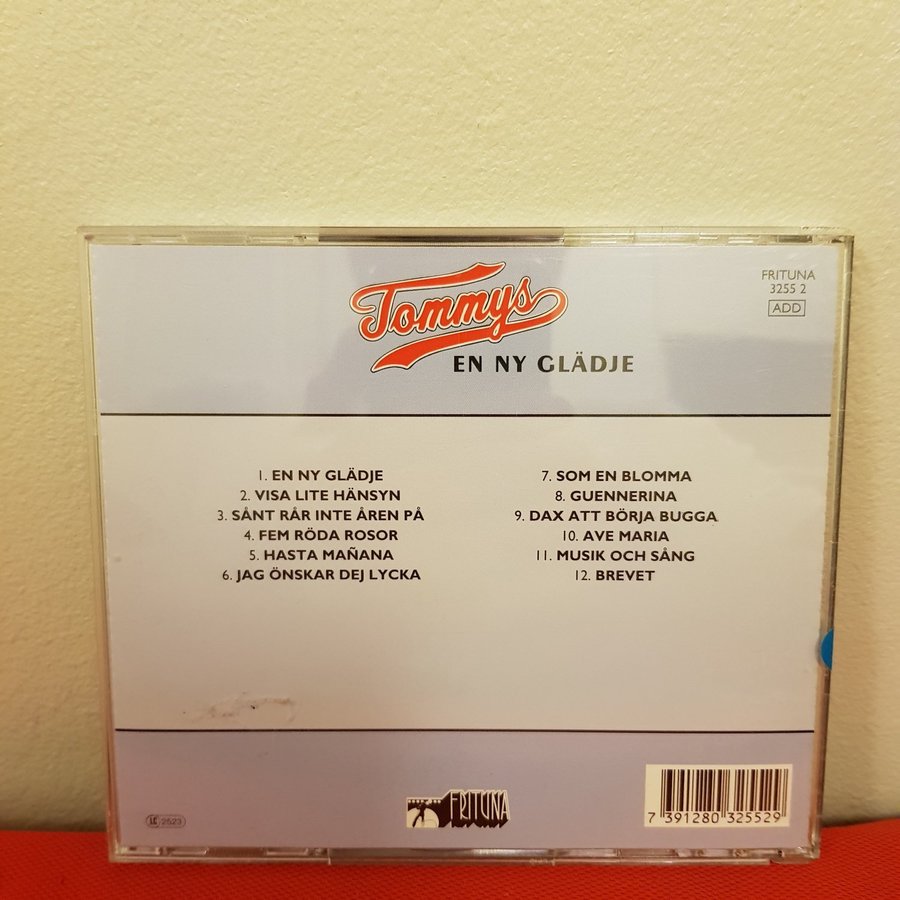 Tommys
EN NY GLÄDJE
FRITUNA
3255 2
ADD
1. EN NY GLÄDJE
2. VISA LITE HÄNSYN
3. SÅNT RÅR INTE ÅREN PÅ
4. FEM RÖDA ROSOR
5. HASTA MAÑANA
6. JAG ÖNSKAR DEJ LYCKA
7. SOM EN BLOMMA
8. GUENNERINA
9. DAX ATT BÖRJA BUGGA
10. AVE MARIA
11. MUSIK OCH SÅNG
12. BREVET
LC 2523
FRITUNA
7 391280 325529